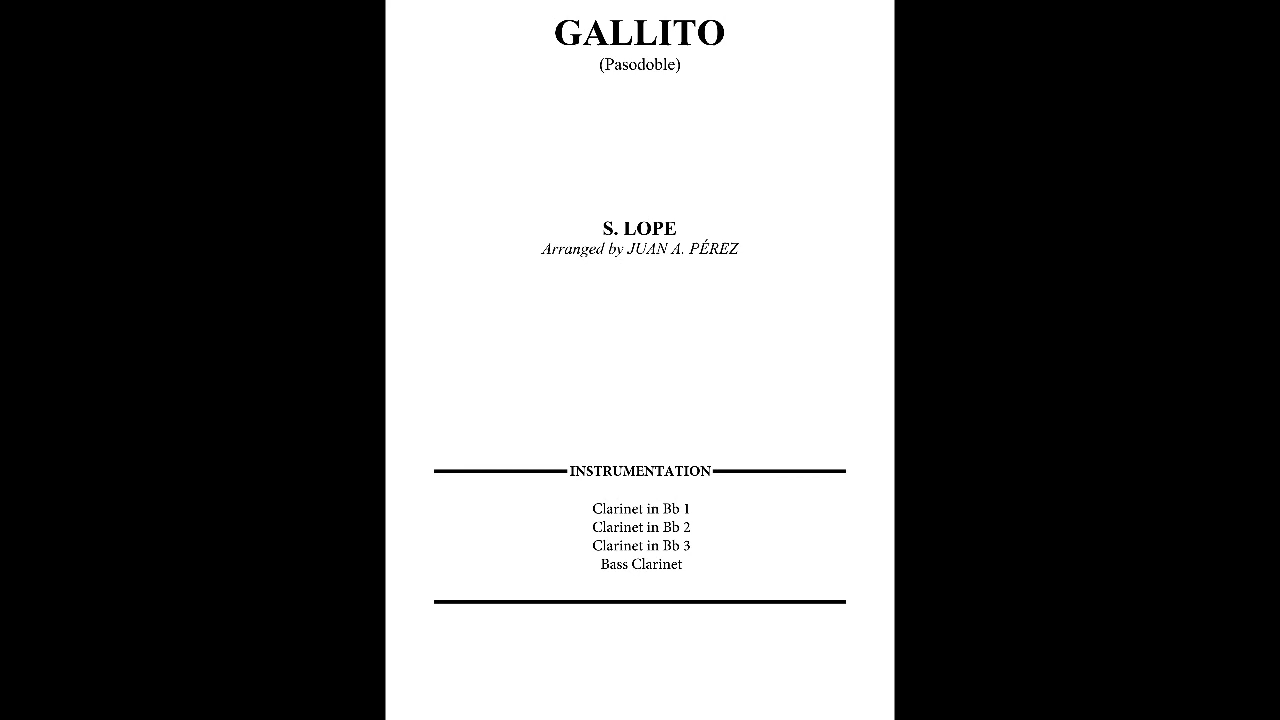 GALLITO
(Pasodoble)
S. LOPE
Arranged by JUAN A. PÉREZ
INSTRUMENTATION
Clarinet in Bb 1
Clarinet in Bb 2
Clarinet in Bb 3
Bass Clarinet